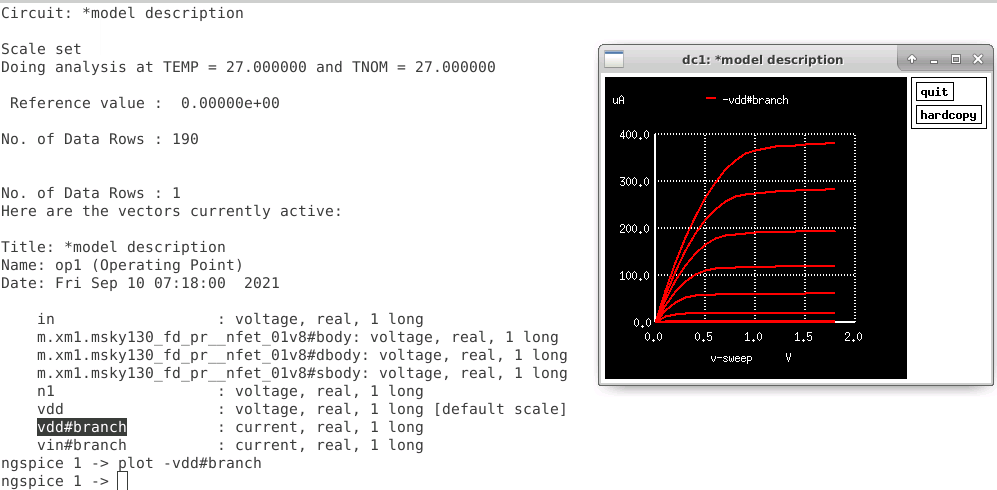 Circuit: *model description
Scale set
Doing analysis at TEMP = 27.000000 and TNOM = 27.000000
Reference value :  0.00000e+00
No. of Data Rows : 190
No. of Data Rows : 1
Here are the vectors currently active:
Title: *model description
Name: op1 (Operating Point)
Date: Fri Sep 10 07:18:00  2021
in                  : voltage, real, 1 long
m.xm1.msky130_fd_pr__nfet_01v8#body: voltage, real, 1 long
m.xm1.msky130_fd_pr__nfet_01v8#dbody: voltage, real, 1 long
m.xm1.msky130_fd_pr__nfet_01v8#sbody: voltage, real, 1 long
n1                  : voltage, real, 1 long
vdd                 : voltage, real, 1 long [default scale]
vdd#branch          : current, real, 1 long
vin#branch          : current, real, 1 long
ngspice 1 -> plot -vdd#branch
ngspice 1 ->
dc1: *model description
quit
hardcopy
uA
-vdd#branch
400.0
300.0
200.0
100.0
0.0
0.0 0.5 1.0 1.5 2.0
v-sweep V